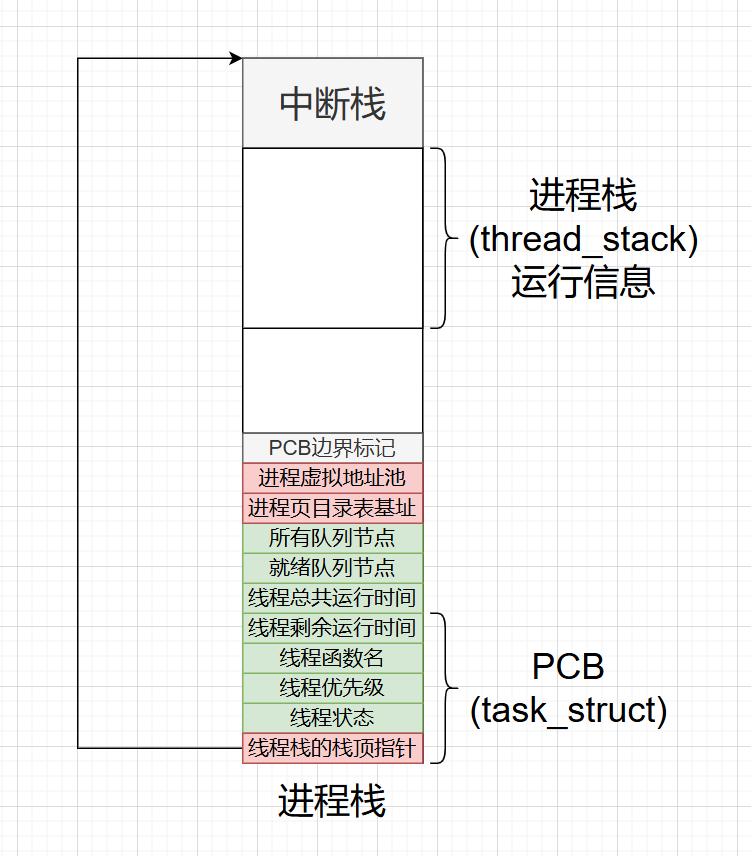 中断栈
进程栈
(thread_stack)
运行信息
PCB边界标记
进程虚拟地址池
进程页目录表基址
所有队列节点
就绪队列节点
线程总共运行时间
线程剩余运行时间
线程函数名
线程优先级
线程状态
线程栈的栈顶指针
PCB
(task_struct)
进程栈